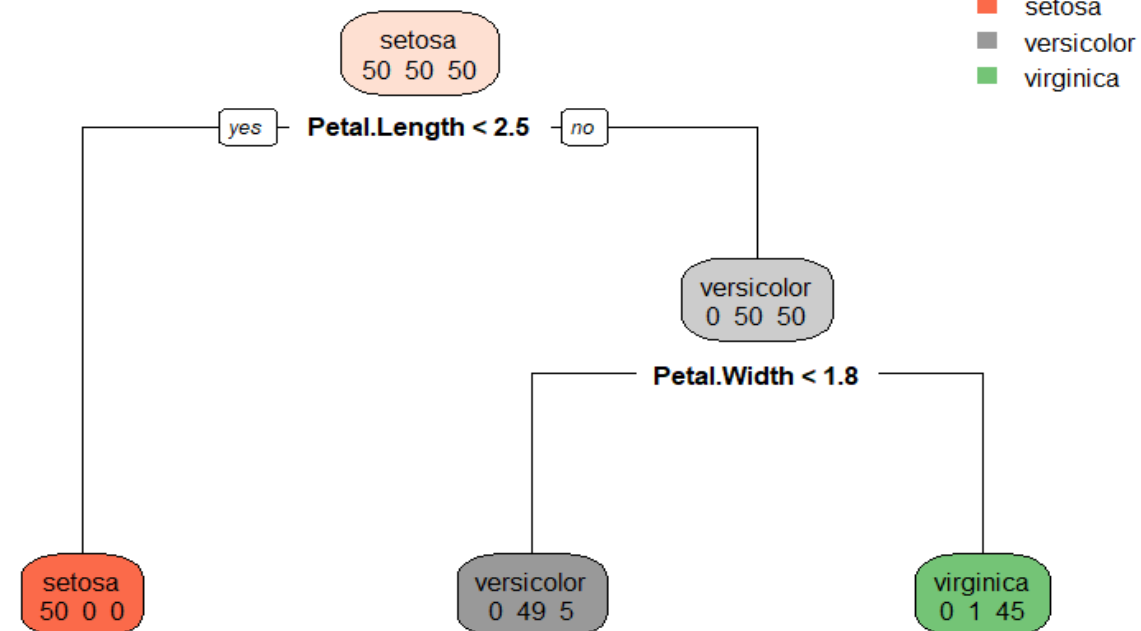 setosa
versicolor
virginica
setosa
50 50 50
yes
Petal.Length < 2.5
no
versicolor
0 50 50
Petal.Width < 1.8
setosa
50 0 0
versicolor
0 49 5
virginica
0 1 45